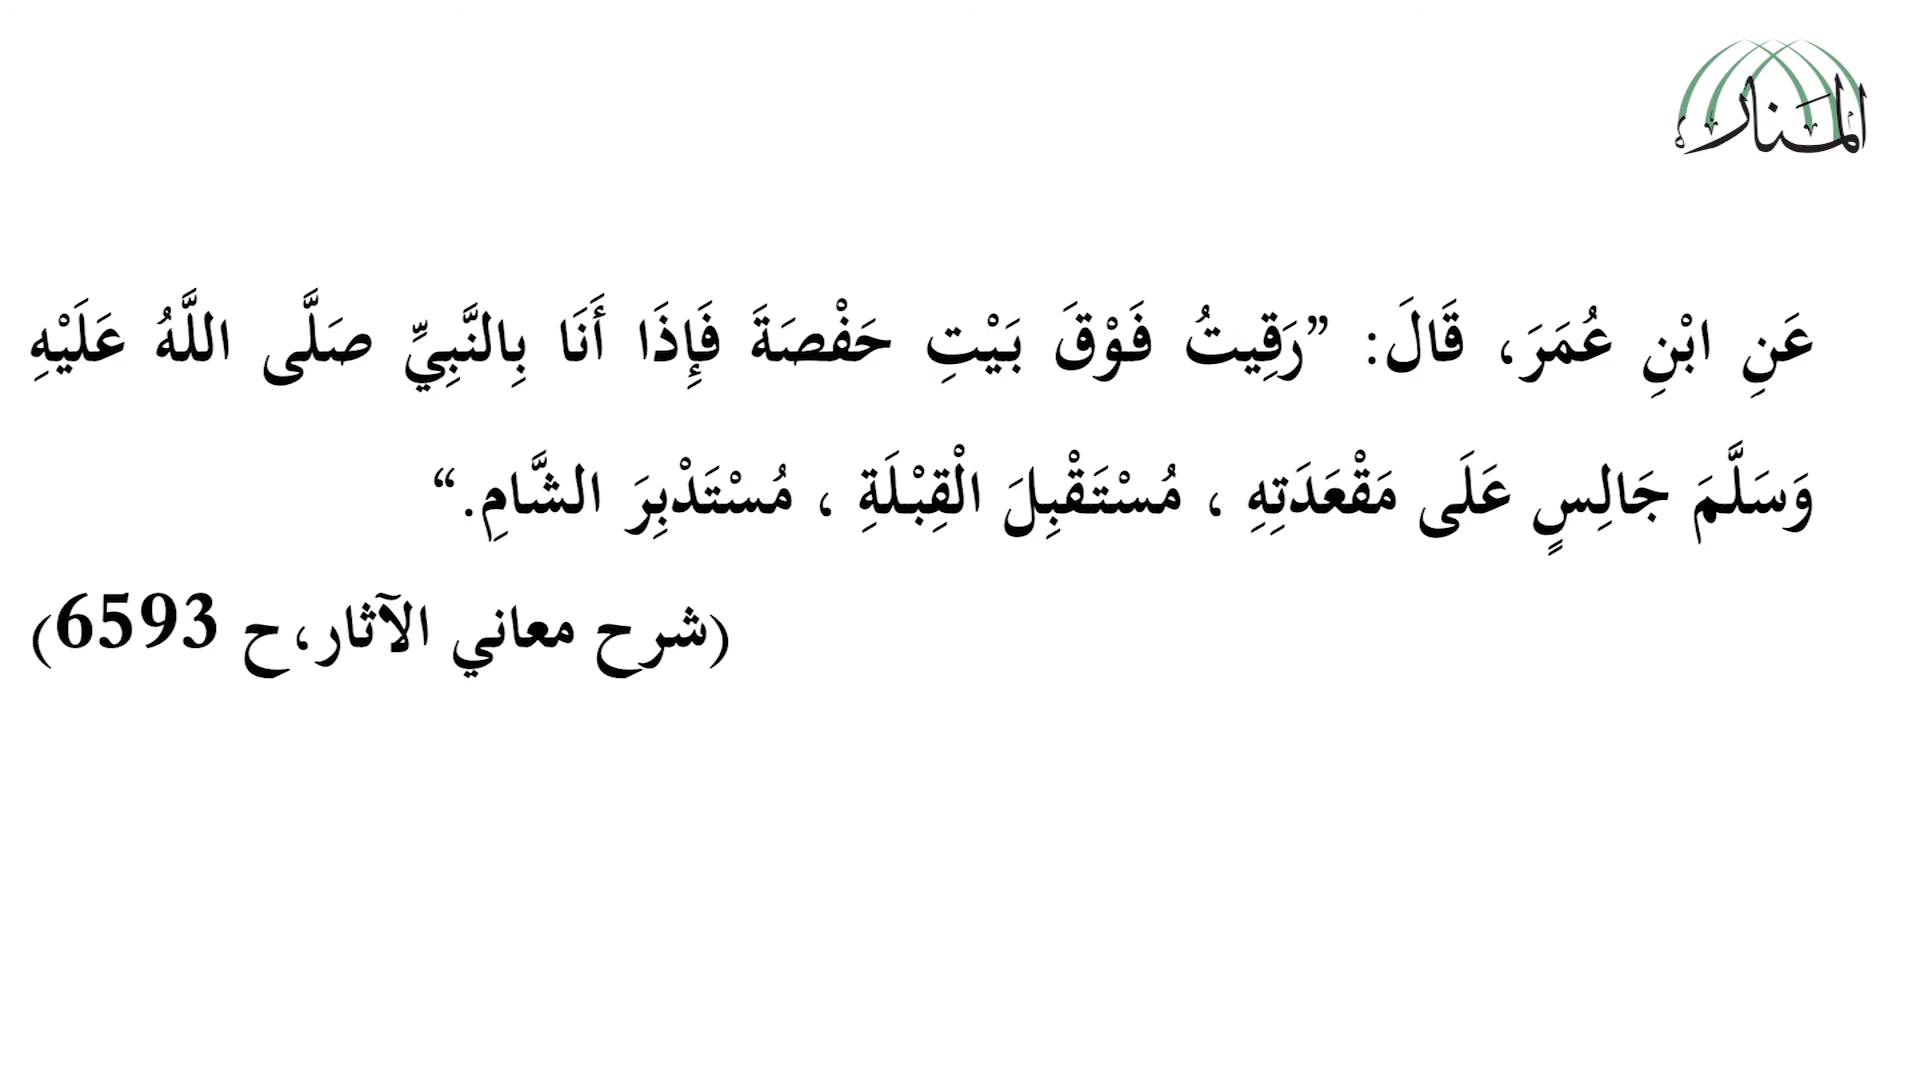 المنار
عَنِ ابْنِ عُمَرَ، قَالَ: ”رَقِيتُ فَوْقَ بَيْتِ حَفْصَةَ فَإِذَا أَنَا بِالنَّبِيِّ صَلَّى اللَّهُ عَلَيْهِ
وَسَلَّمَ جَالِسٍ عَلَى مَقْعَدَتِهِ ، مُسْتَقْبِلَ الْقِبْلَةِ ، مُسْتَدْبِرَ الشَّامِ.“
(شرح معاني الآثار،ح 6593)